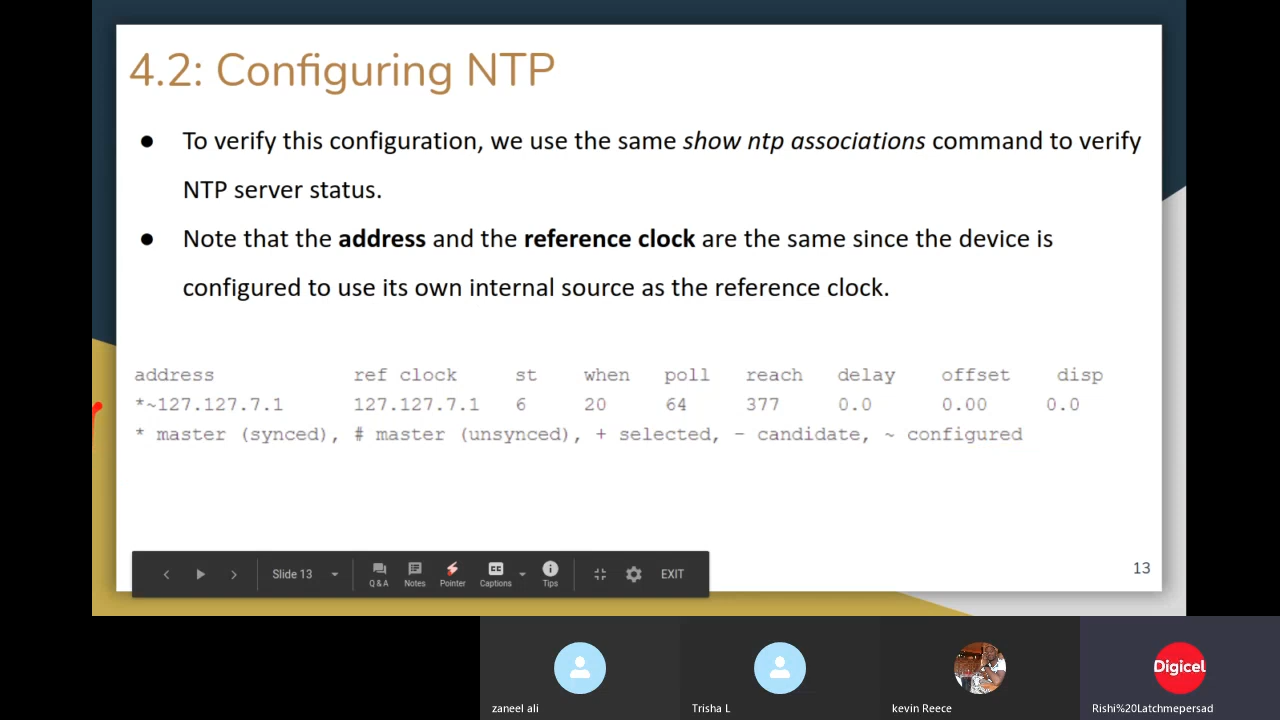 4.2: Configuring NTP
● To verify this configuration, we use the same show ntp associations command to verify
NTP server status.
● Note that the address and the reference clock are the same since the device is
configured to use its own internal source as the reference clock.
address ref clock st when poll reach delay offset disp
*~127.127.7.1 127.127.7.1 6 20 64 377 0.0 0.00 0.0
* master (synced), # master (unsynced), + selected, - candidate, ~ configured
13
Slide 13 Q & A Notes Pointer CC Captions Tips EXIT
Digicel
zaneel ali Trisha L kevin Reece Rishi%20Latchmepersad